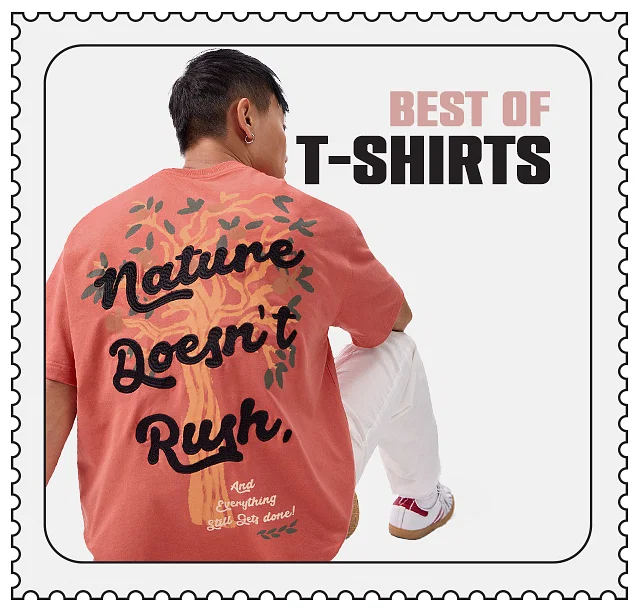 BEST OF
T-SHIRTS
Nature
Doesn't
Rush,
And
Everything
Still Gets done!